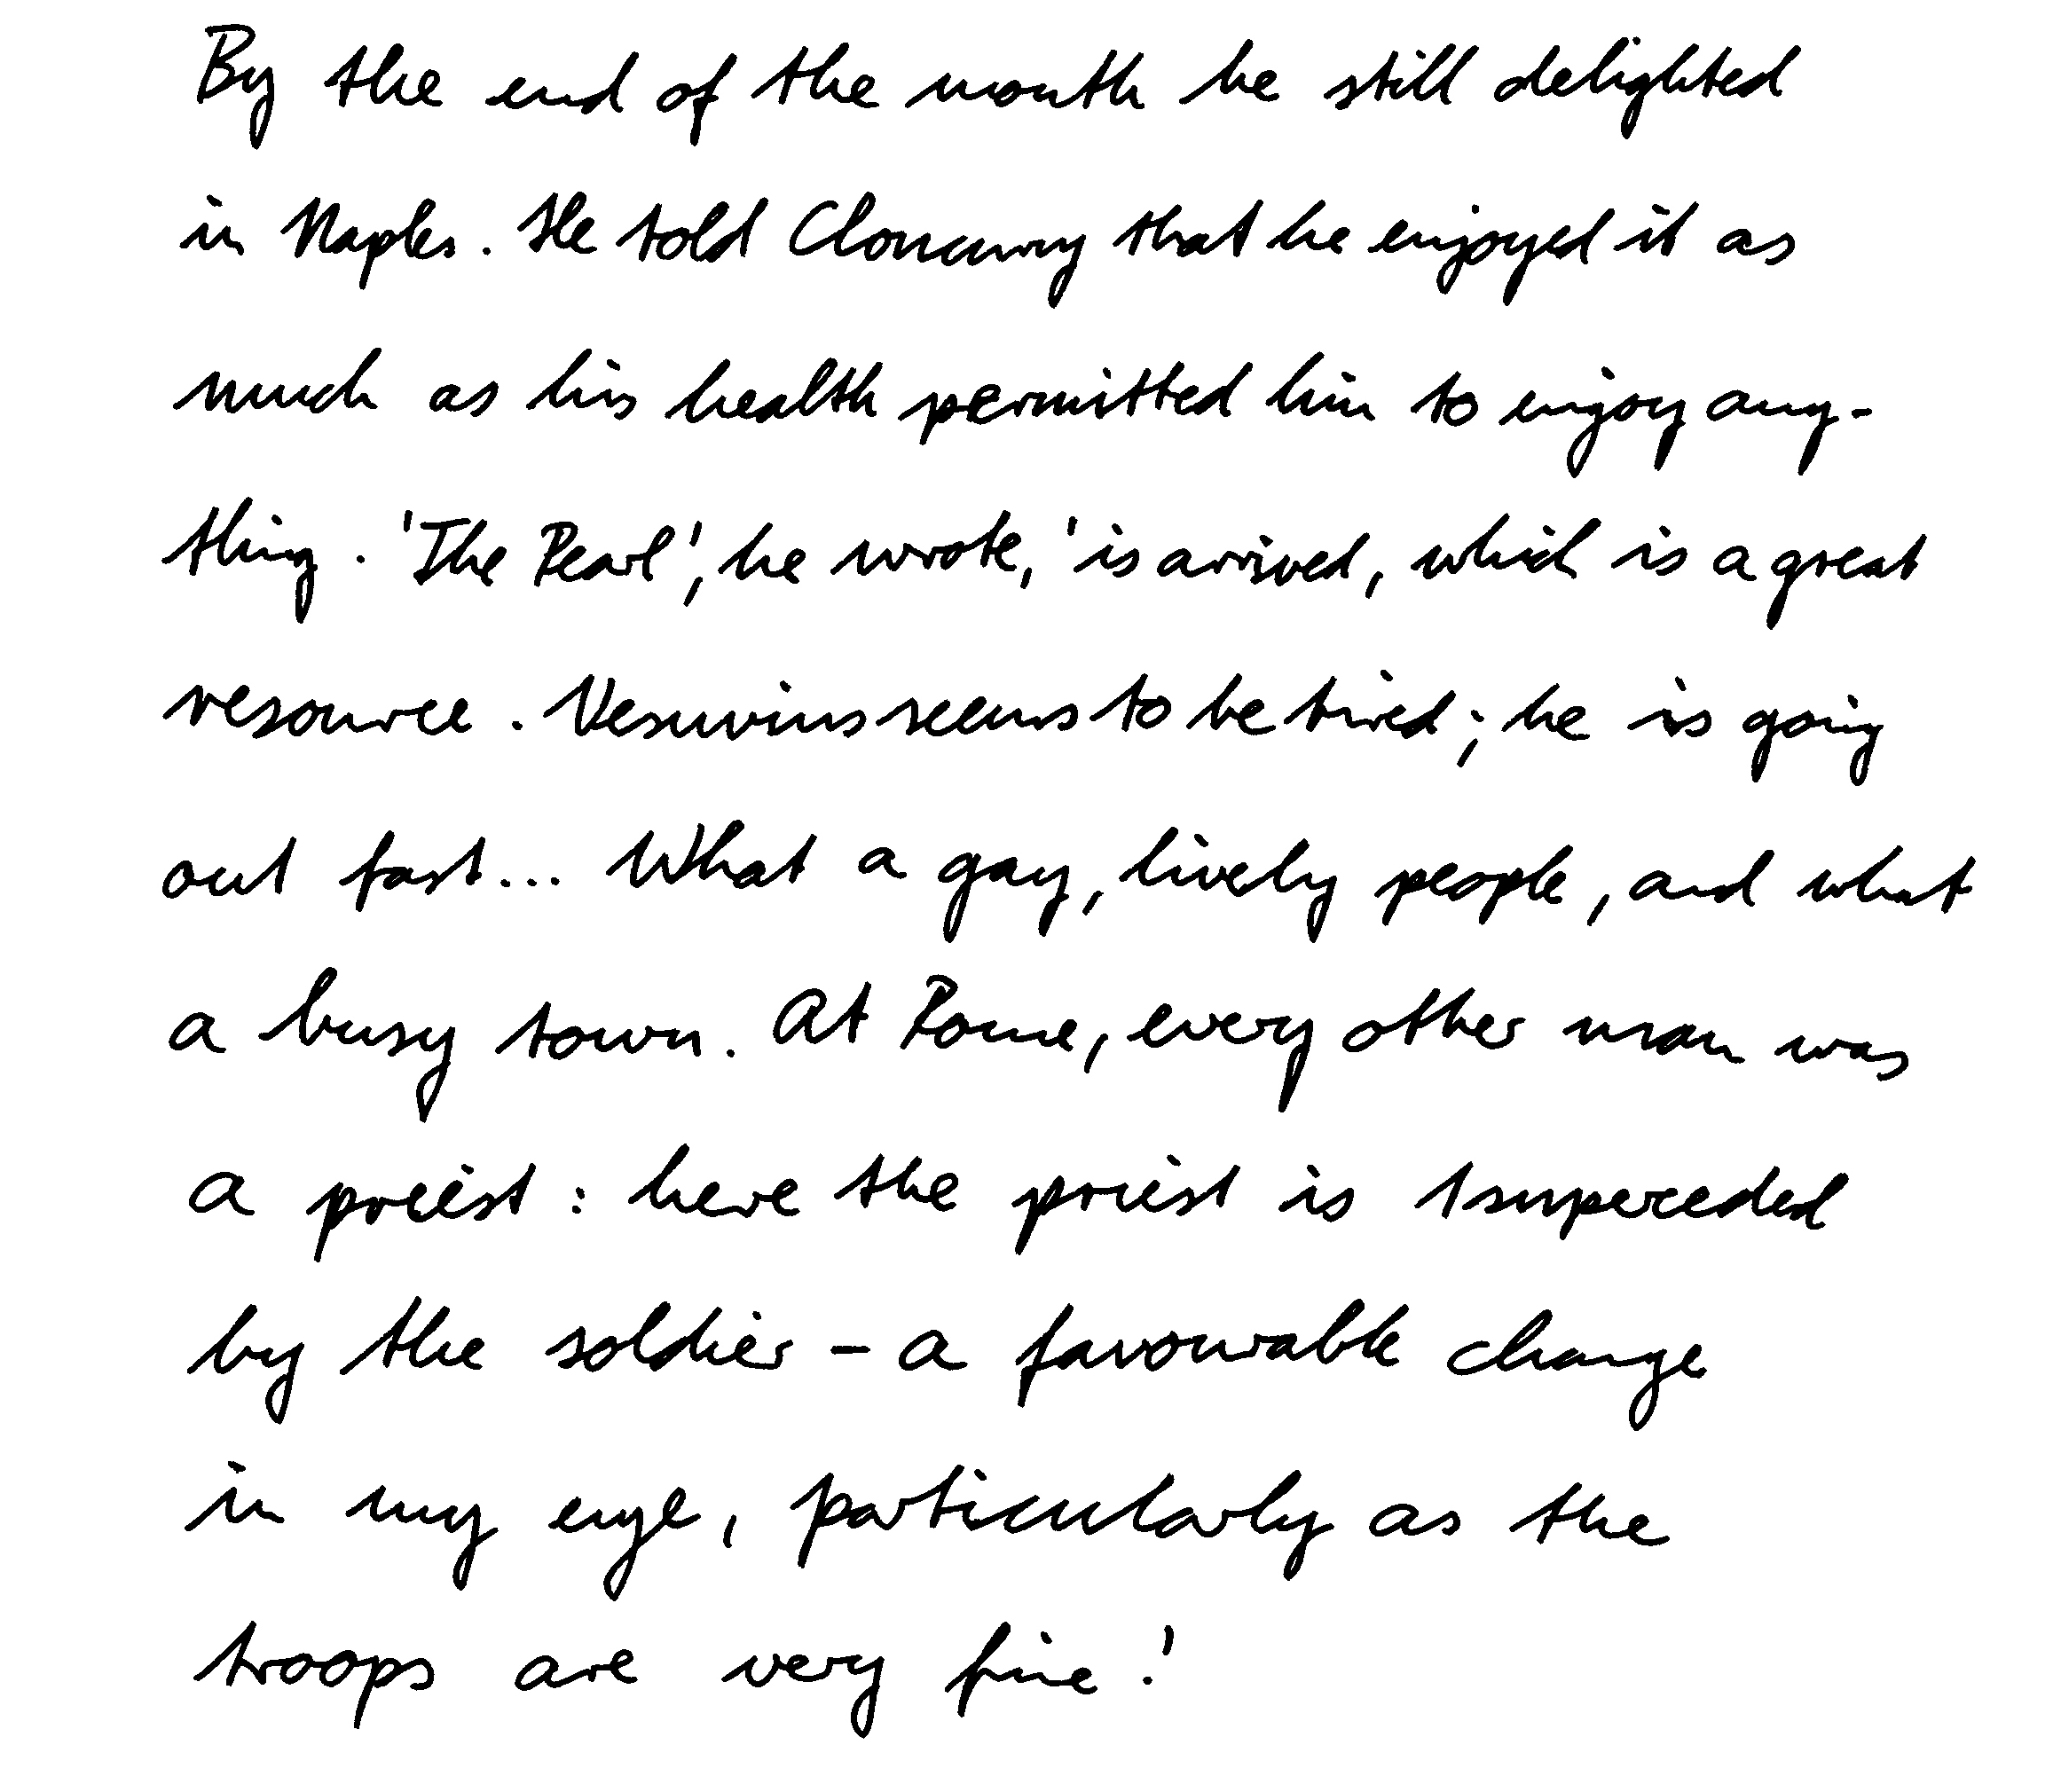 By the end of the month he still delighted
in Naples. He told Cloncurry that he enjoyed it as
much as his health permitted him to enjoy any-
thing. 'The Pearl', he wrote, 'is arrived, which is a great
resource. Vesuvius seems to be tired; he is going
out fast... What a gay, lively people, and what
a busy town. At Rome, every other man was
a priest: here the priest is superceded
by the soldier - a favourable change
in my eye, particularly as the
troops are very fine.'